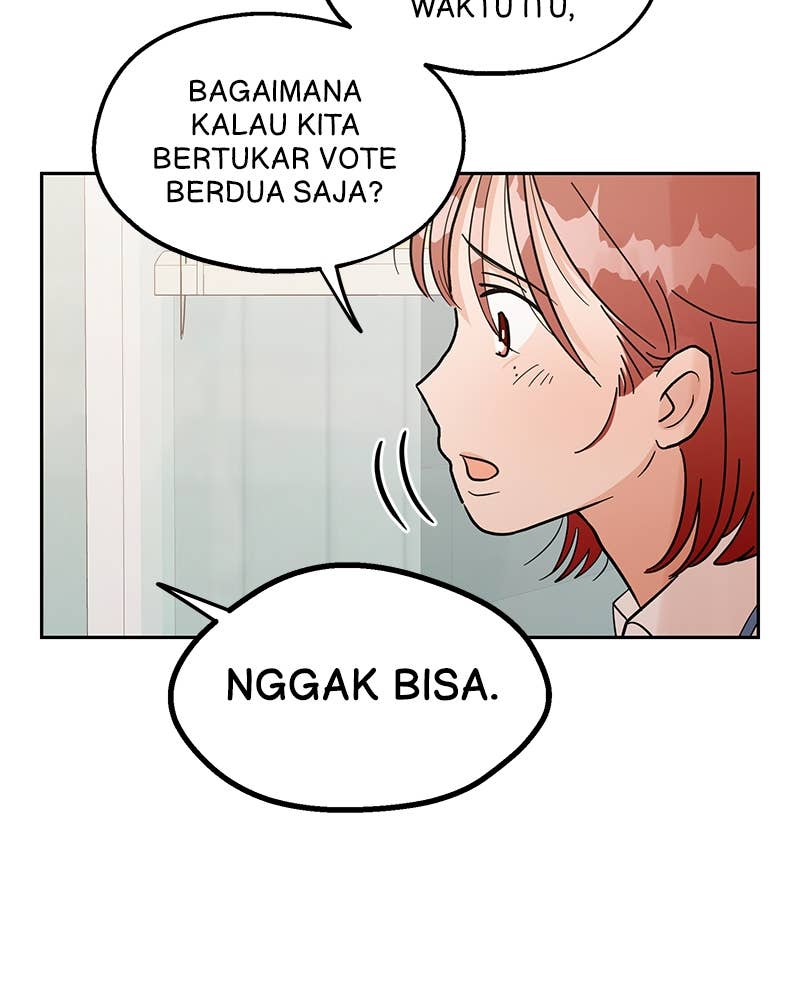 WAKTU ITU,
BAGAIMANA
KALAU KITA
BERTUKAR VOTE
BERDUA SAJA?
NGGAK BISA.